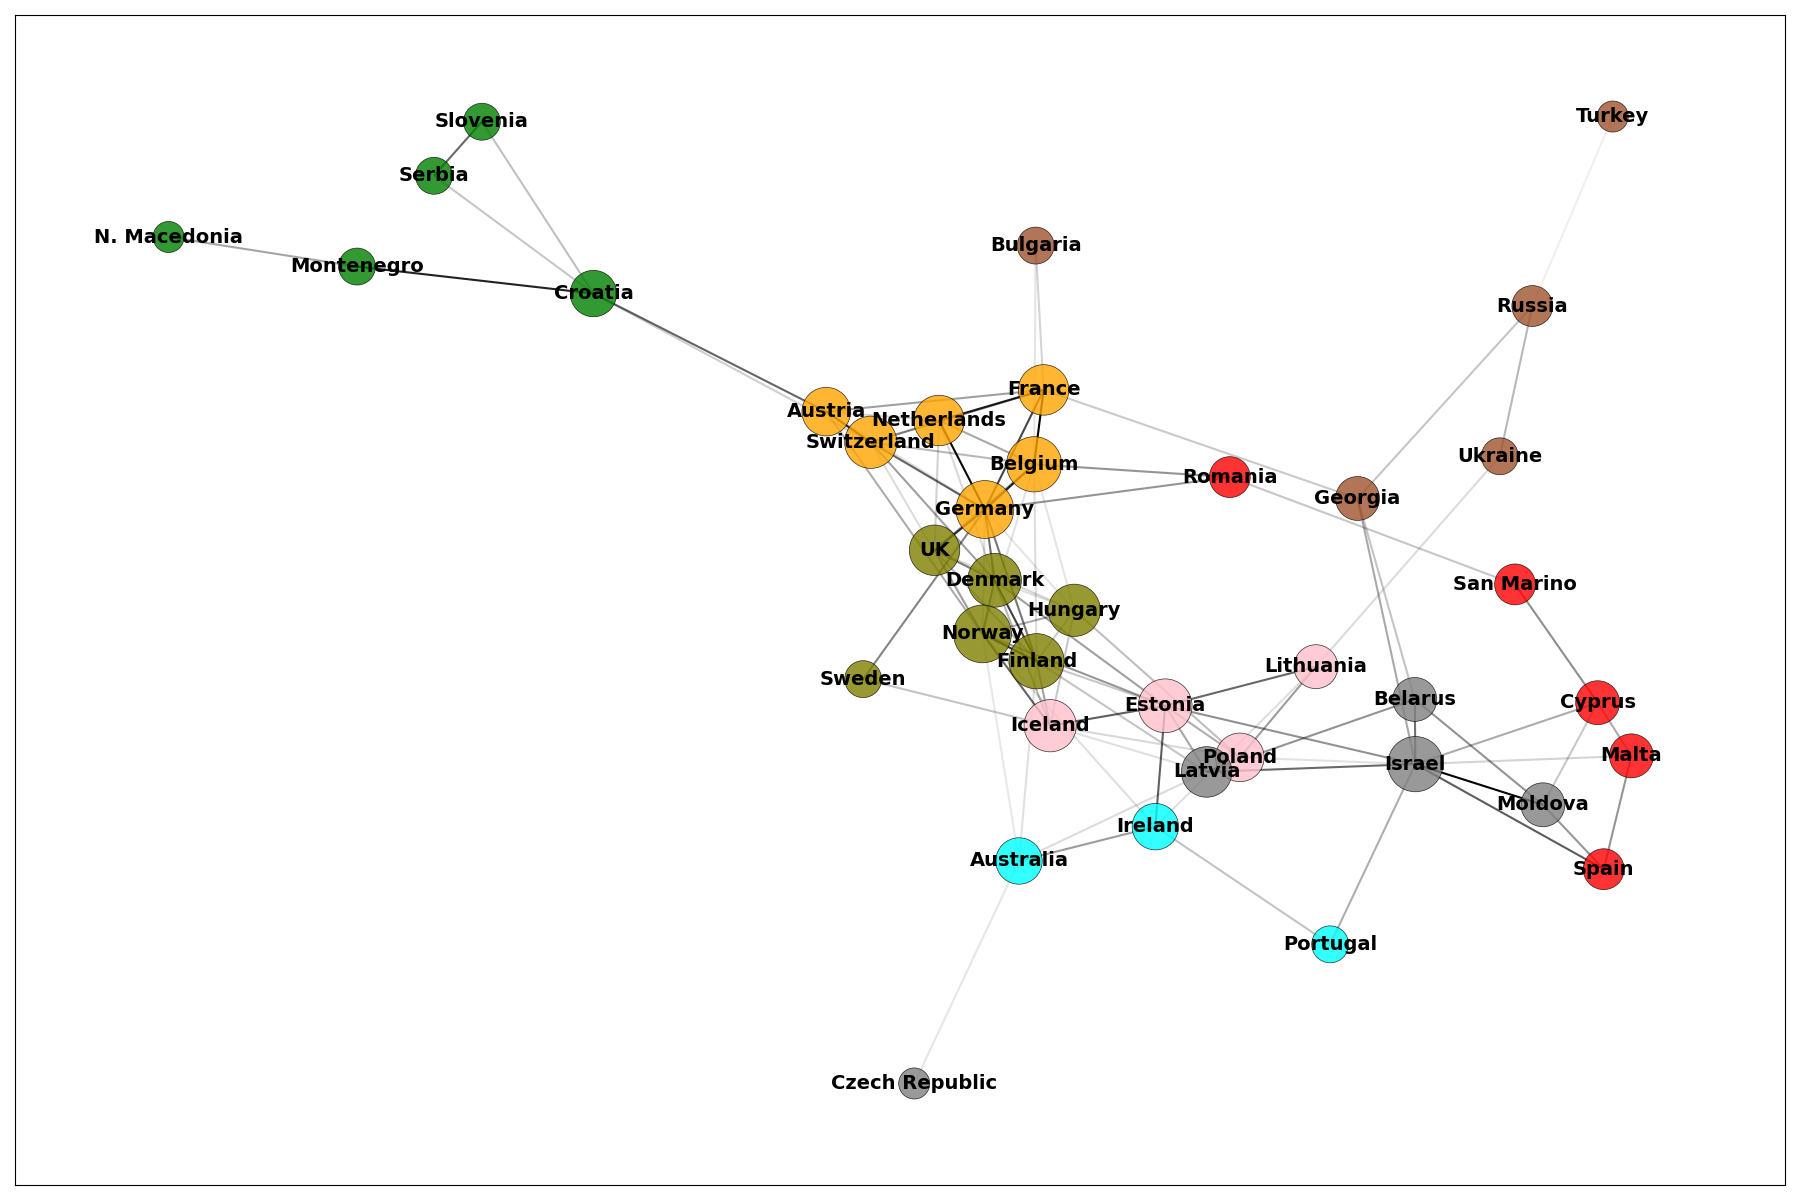 Turkey
Slovenia
Serbia
N. Macedonia
Bulgaria
Montenegro
Croatia
Russia
France
Austria
Netherlands
Switzerland
Ukraine
Belgium
Romania
Georgia
Germany
UK
Denmark
San Marino
Hungary
Norway
Finland
Lithuania
Sweden
Belarus
Cyprus
Estonia
Iceland
Malta
Poland
Israel
Latvia
Moldova
Ireland
Australia
Spain
Portugal
Czech Republic